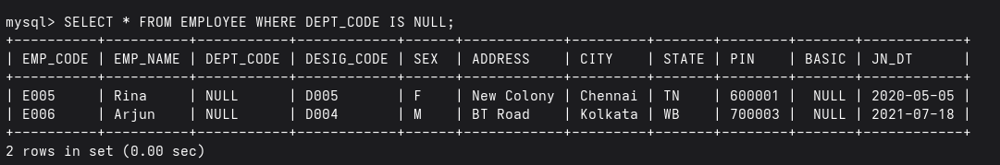 mysql> SELECT * FROM EMPLOYEE WHERE DEPT_CODE IS NULL;
+----------+----------+-----------+------------+------+------------+---------+-------+--------+-------+------------+
| EMP_CODE | EMP_NAME | DEPT_CODE | DESIG_CODE | SEX  | ADDRESS    | CITY    | STATE | PIN    | BASIC | JN_DT      |
+----------+----------+-----------+------------+------+------------+---------+-------+--------+-------+------------+
| E005     | Rina     | NULL      | D005       | F    | New Colony | Chennai | TN    | 600001 |  NULL | 2020-05-05 |
| E006     | Arjun    | NULL      | D004       | M    | BT Road    | Kolkata | WB    | 700003 |  NULL | 2021-07-18 |
+----------+----------+-----------+------------+------+------------+---------+-------+--------+-------+------------+
2 rows in set (0.00 sec)